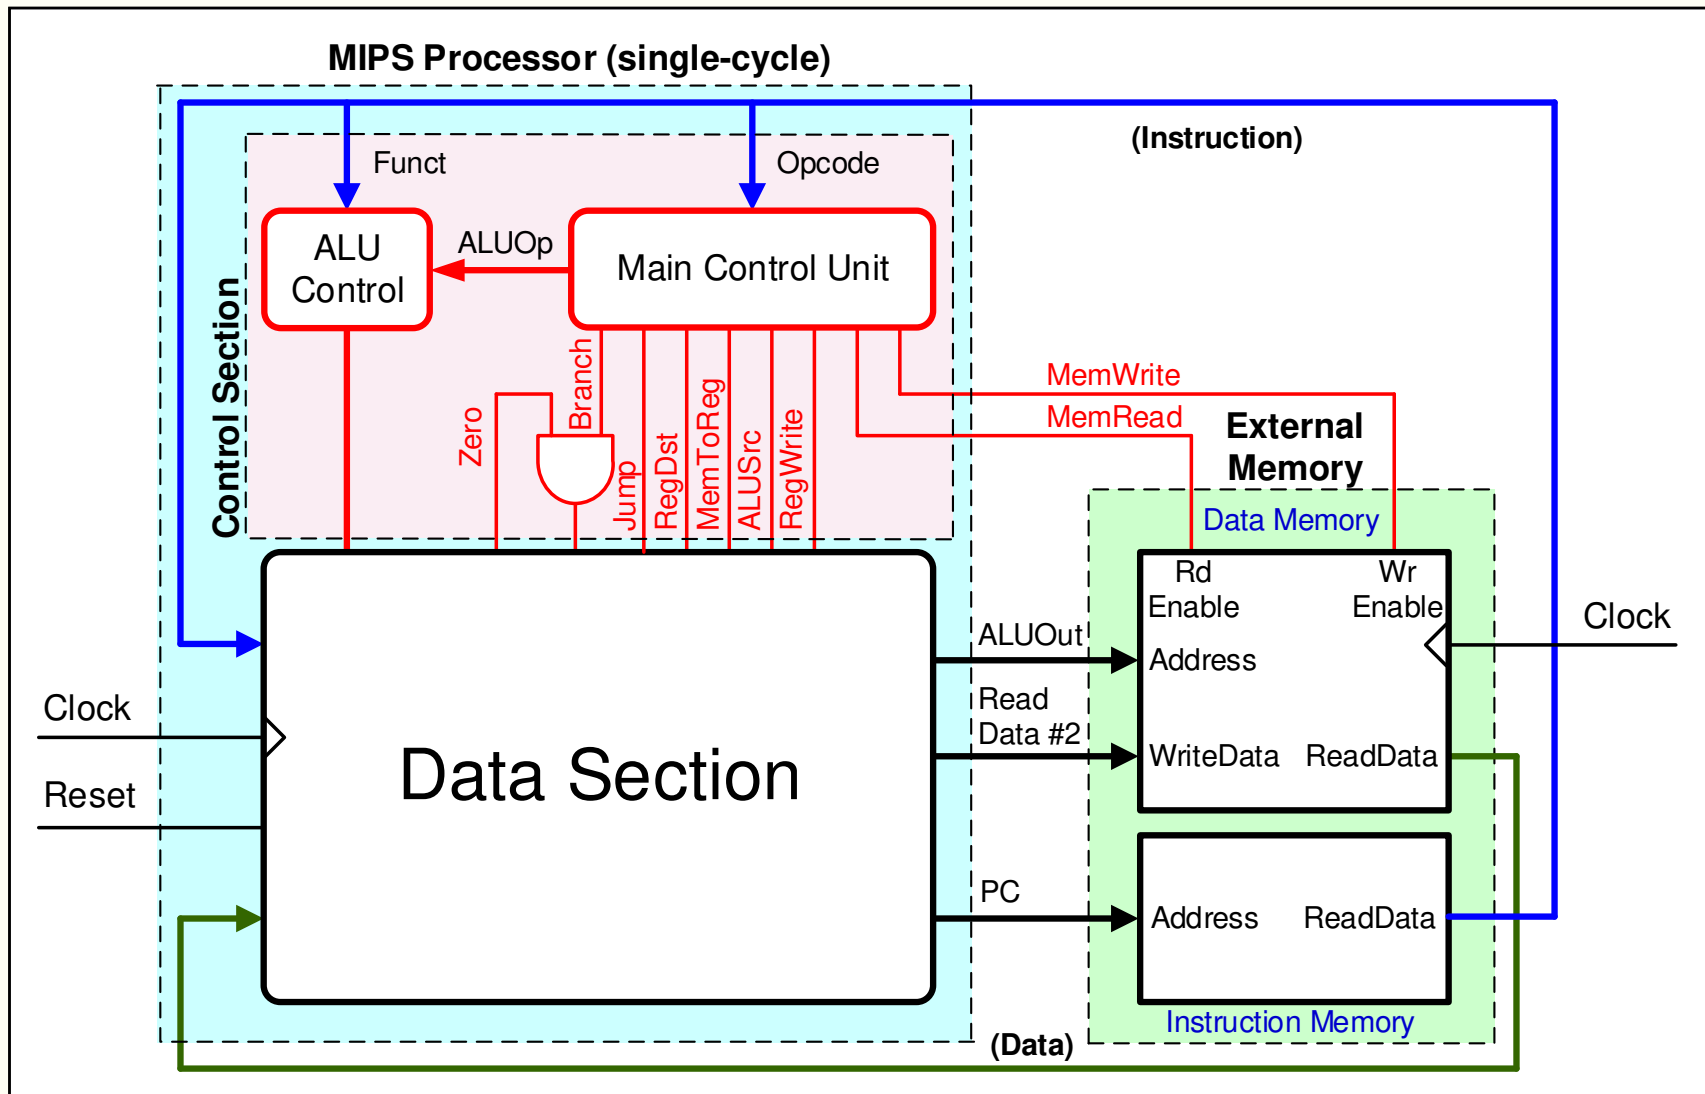 MIPS Processor (single-cycle)
(Instruction)
Funct
Opcode
ALU
Control
ALUOp
Main Control Unit
Control Section
Zero
Branch
Jump
RegDst
MemToReg
ALUSrc
RegWrite
MemWrite
MemRead
External
Memory
Data Memory
Rd
Enable
Wr
Enable
Clock
ALUOut
Address
Read
Data #2
WriteData
ReadData
Clock
Reset
Data Section
PC
Address
ReadData
Instruction Memory
(Data)